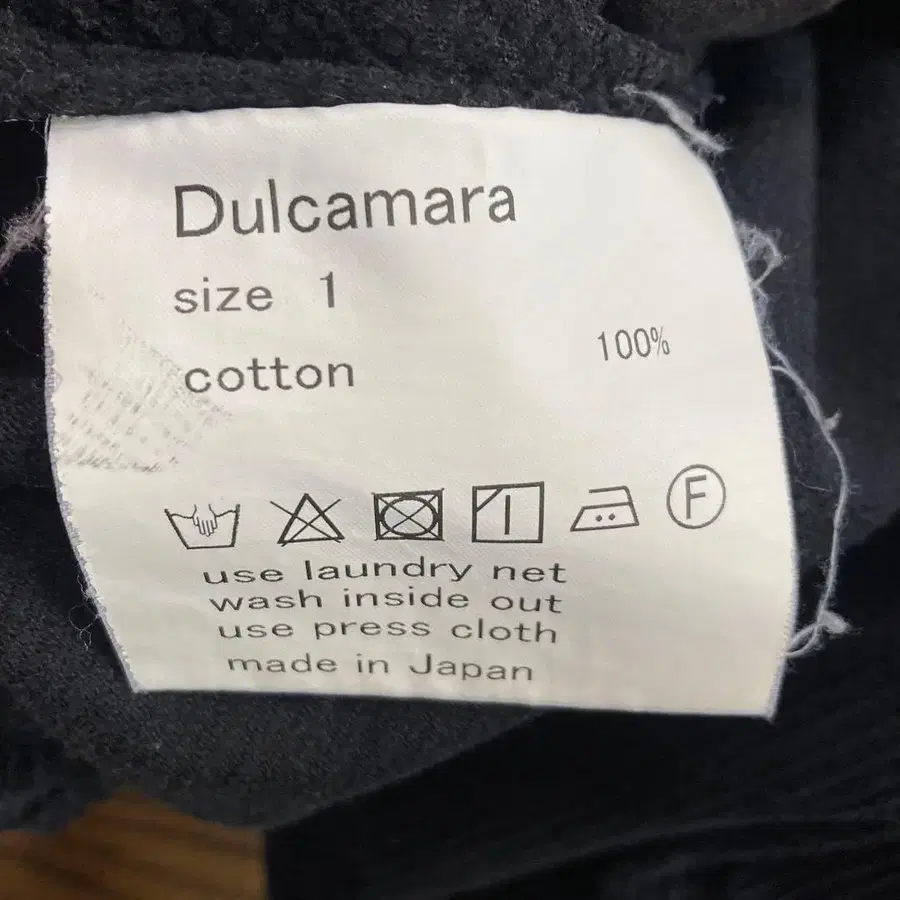 Dulcamara
size 1
cotton 100%
F
use laundry net
wash inside out
use press cloth
made in Japan